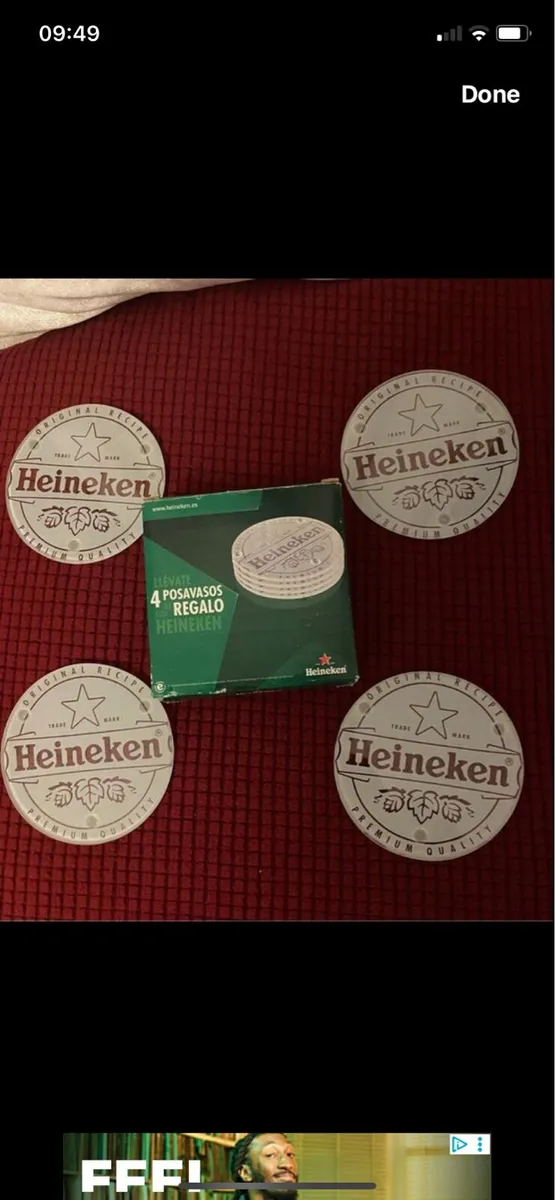 09:49
Done
ORIGINAL RECIPE
TRADE MARK
Heineken®
PREMIUM QUALITY
ORIGINAL RECIPE
TRADE MARK
Heineken®
PREMIUM QUALITY
www.heineken.es
Heineken
LLÉVATE
4 POSAVASOS
REGALO
HEINEKEN
Heineken
ORIGINAL RECIPE
TRADE MARK
Heineken®
PREMIUM QUALITY
ORIGINAL RECIPE
TRADE MARK
Heineken®
PREMIUM QUALITY